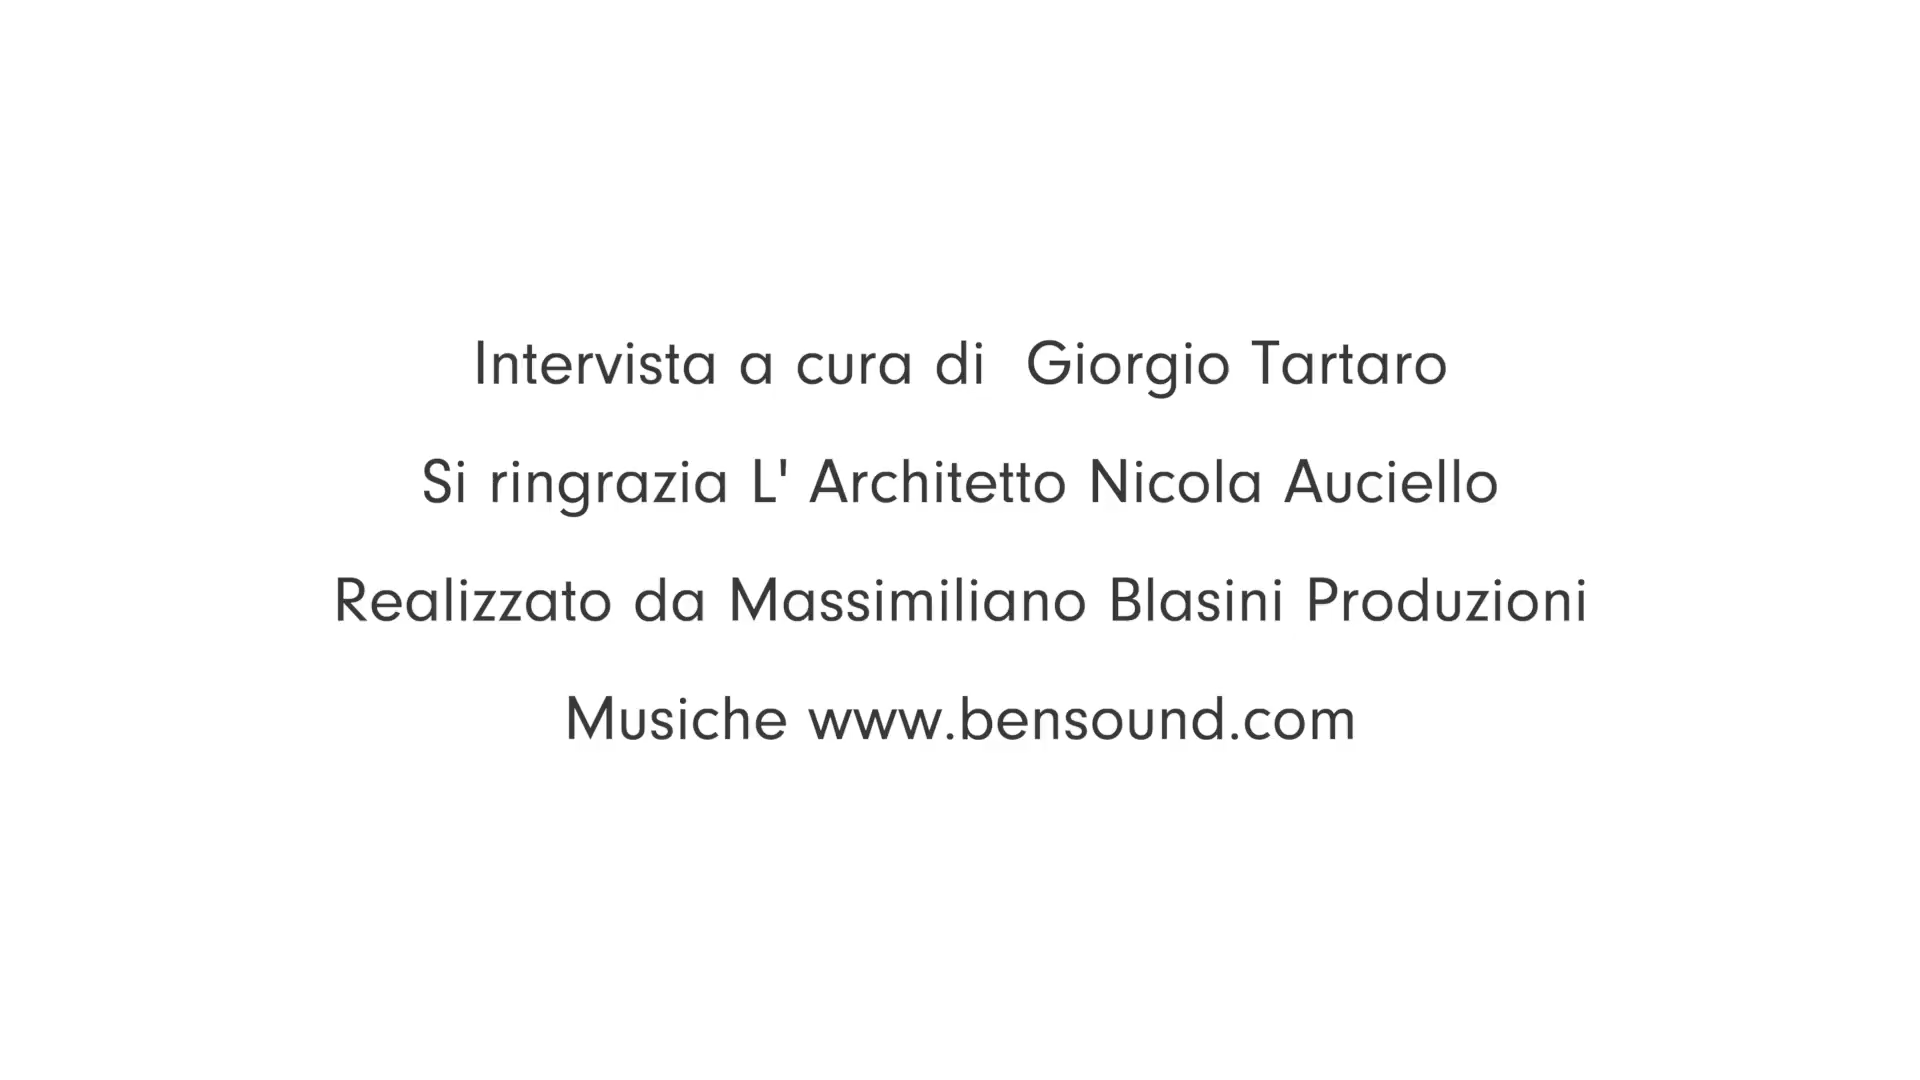 Intervista a cura di  Giorgio Tartaro
Si ringrazia L' Architetto Nicola Auciello
Realizzato da Massimiliano Blasini Produzioni
Musiche www.bensound.com